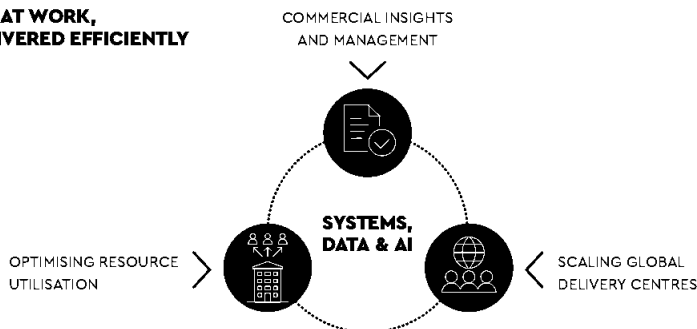 AT WORK,
IVERED EFFICIENTLY
COMMERCIAL INSIGHTS
AND MANAGEMENT
SYSTEMS,
DATA & AI
OPTIMISING RESOURCE
UTILISATION
SCALING GLOBAL
DELIVERY CENTRES